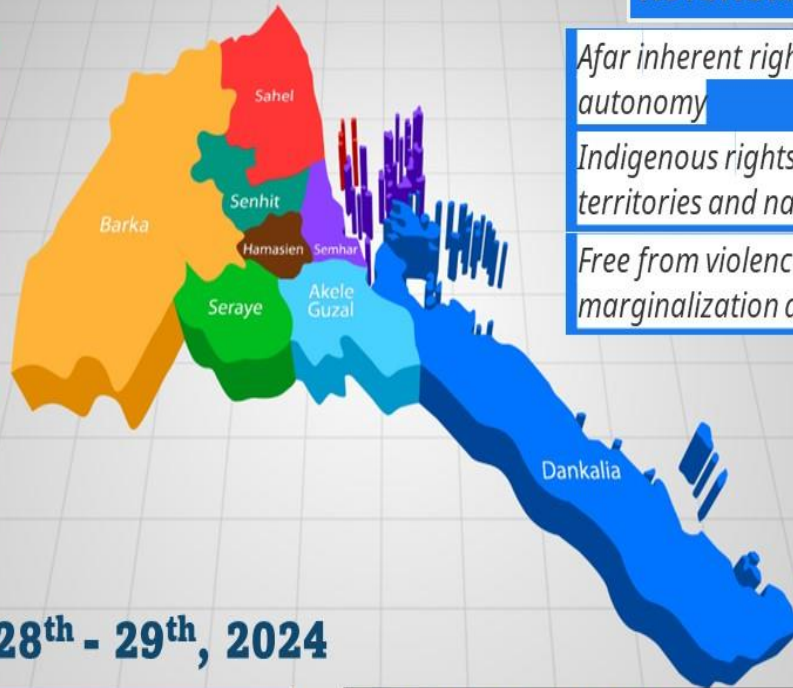 Afar inherent righ
autonomy
Indigenous rights
territories and na
Free from violenc
marginalization a
Sahel
Senhit
Barka
Hamasien
Semhar
Seraye
Akele
Guzal
Dankalia
28th - 29th, 2024